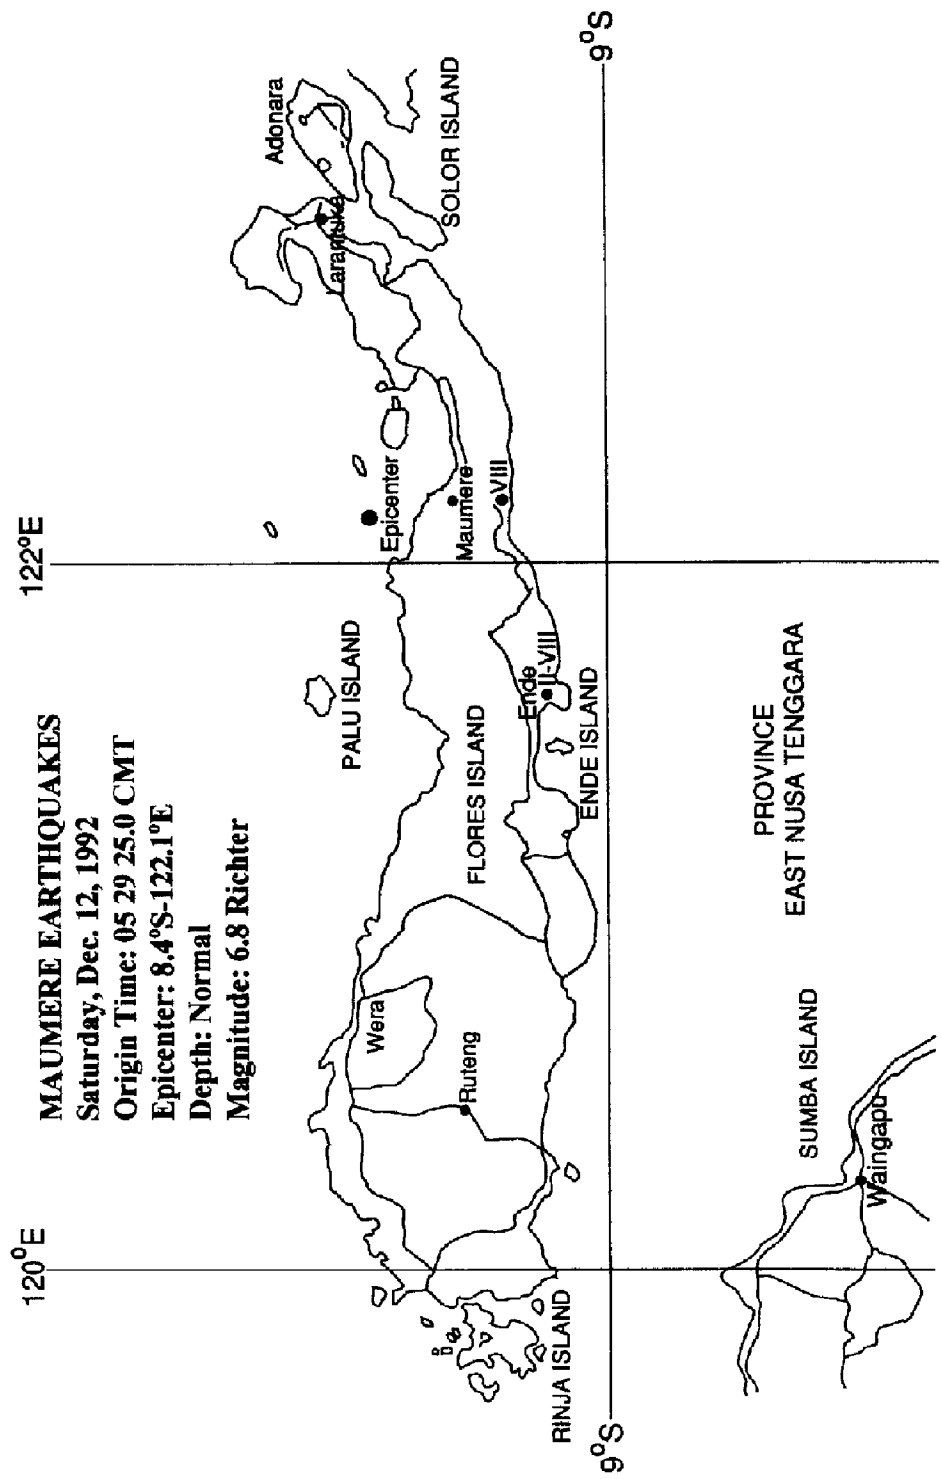 MAUMERE EARTHQUAKES
Saturday, Dec. 12, 1992
Origin Time: 05 29 25.0 CMT
Epicenter: 8.4°S-122.1°E
Depth: Normal
Magnitude: 6.8 Richter
120°E
122°E
Adonara
Larantuka
SOLOR ISLAND
Epicenter
PALU ISLAND
Maumere
VIII
Wera
Ruteng
FLORES ISLAND
Ende
II-VIII
ENDE ISLAND
RINJA ISLAND
9°S
9°S
PROVINCE
EAST NUSA TENGGARA
SUMBA ISLAND
Waingapu